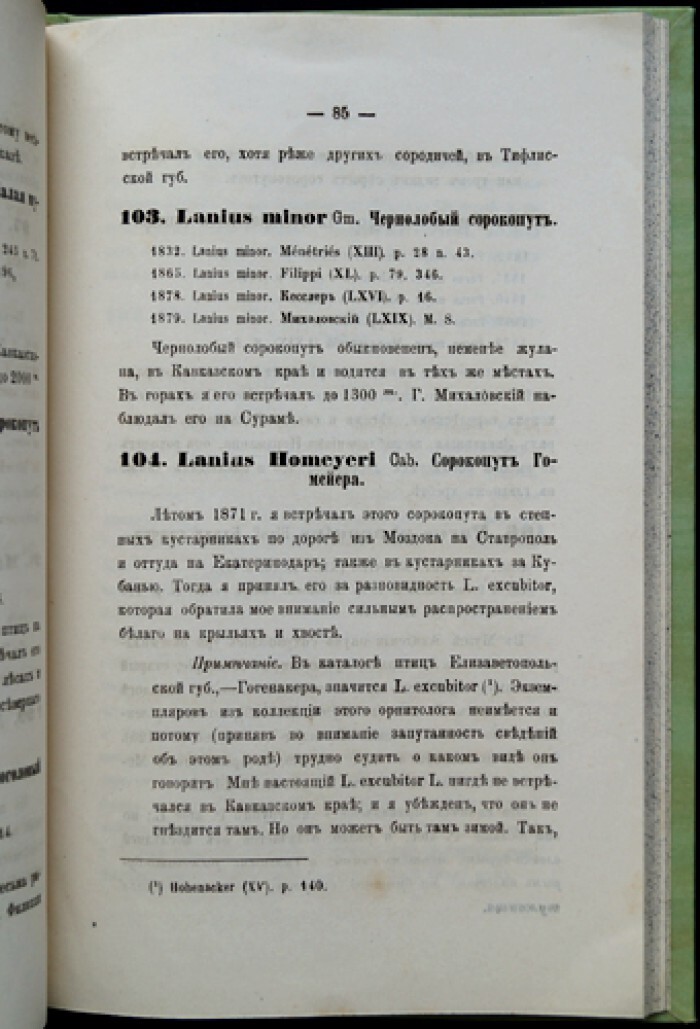 — 85 —
встрѣчалъ его, хотя рѣже другихъ сородичей, въ Тифлис-
ской губ.
103. Lanius minor Gm. Чернолобый сорокопутъ.
1832. Lanius minor. Ménétriés (XIII). p. 28 n. 43.
1865. Lanius minor. Filippi (XL). p. 79. 346.
1878. Lanius minor. Кесслеръ (LXVI). p. 16.
1879. Lanius minor. Михаловскій (LXIX). M. S.
Чернолобый сорокопутъ обыкновененъ, неменѣе жула-
на, въ Кавказскомъ краѣ и водится въ тѣхъ же мѣстахъ.
Въ горахъ я его встрѣчалъ до 1300 m. Г. Михаловскій на-
блюдалъ его на Сурамѣ.
104. Lanius Homeyeri Cab. Сорокопутъ Го-
мейера.
Лѣтомъ 1871 г. я встрѣчалъ этого сорокопута въ степ-
ныхъ кустарникахъ по дорогѣ изъ Моздока на Ставрополь
и оттуда на Екатеринодаръ; также въ кустарникахъ за Ку-
банью. Тогда я принялъ его за разновидность L. excubitor,
которая обратила мое вниманіе сильнымъ распространеніемъ
бѣлаго на крыльяхъ и хвостѣ.
Примѣчаніе. Въ каталогѣ птицъ Елизаветополь-
ской губ.,—Гогенакера, значится L. excubitor (¹). Экзем-
пляровъ изъ коллекціи этого орнитолога неимѣется и
потому (принявъ во вниманіе запутанность свѣдѣній
объ этомъ родѣ) трудно судить о какомъ видѣ онъ
говоритъ Мнѣ настоящій L. excubitor L. нигдѣ не встрѣ-
чался въ Кавказскомъ краѣ; и я убѣжденъ, что онъ не
гнѣздится тамъ. Но онъ можетъ быть тамъ зимой. Такъ,
(¹) Hohenacker (XV). p. 140.